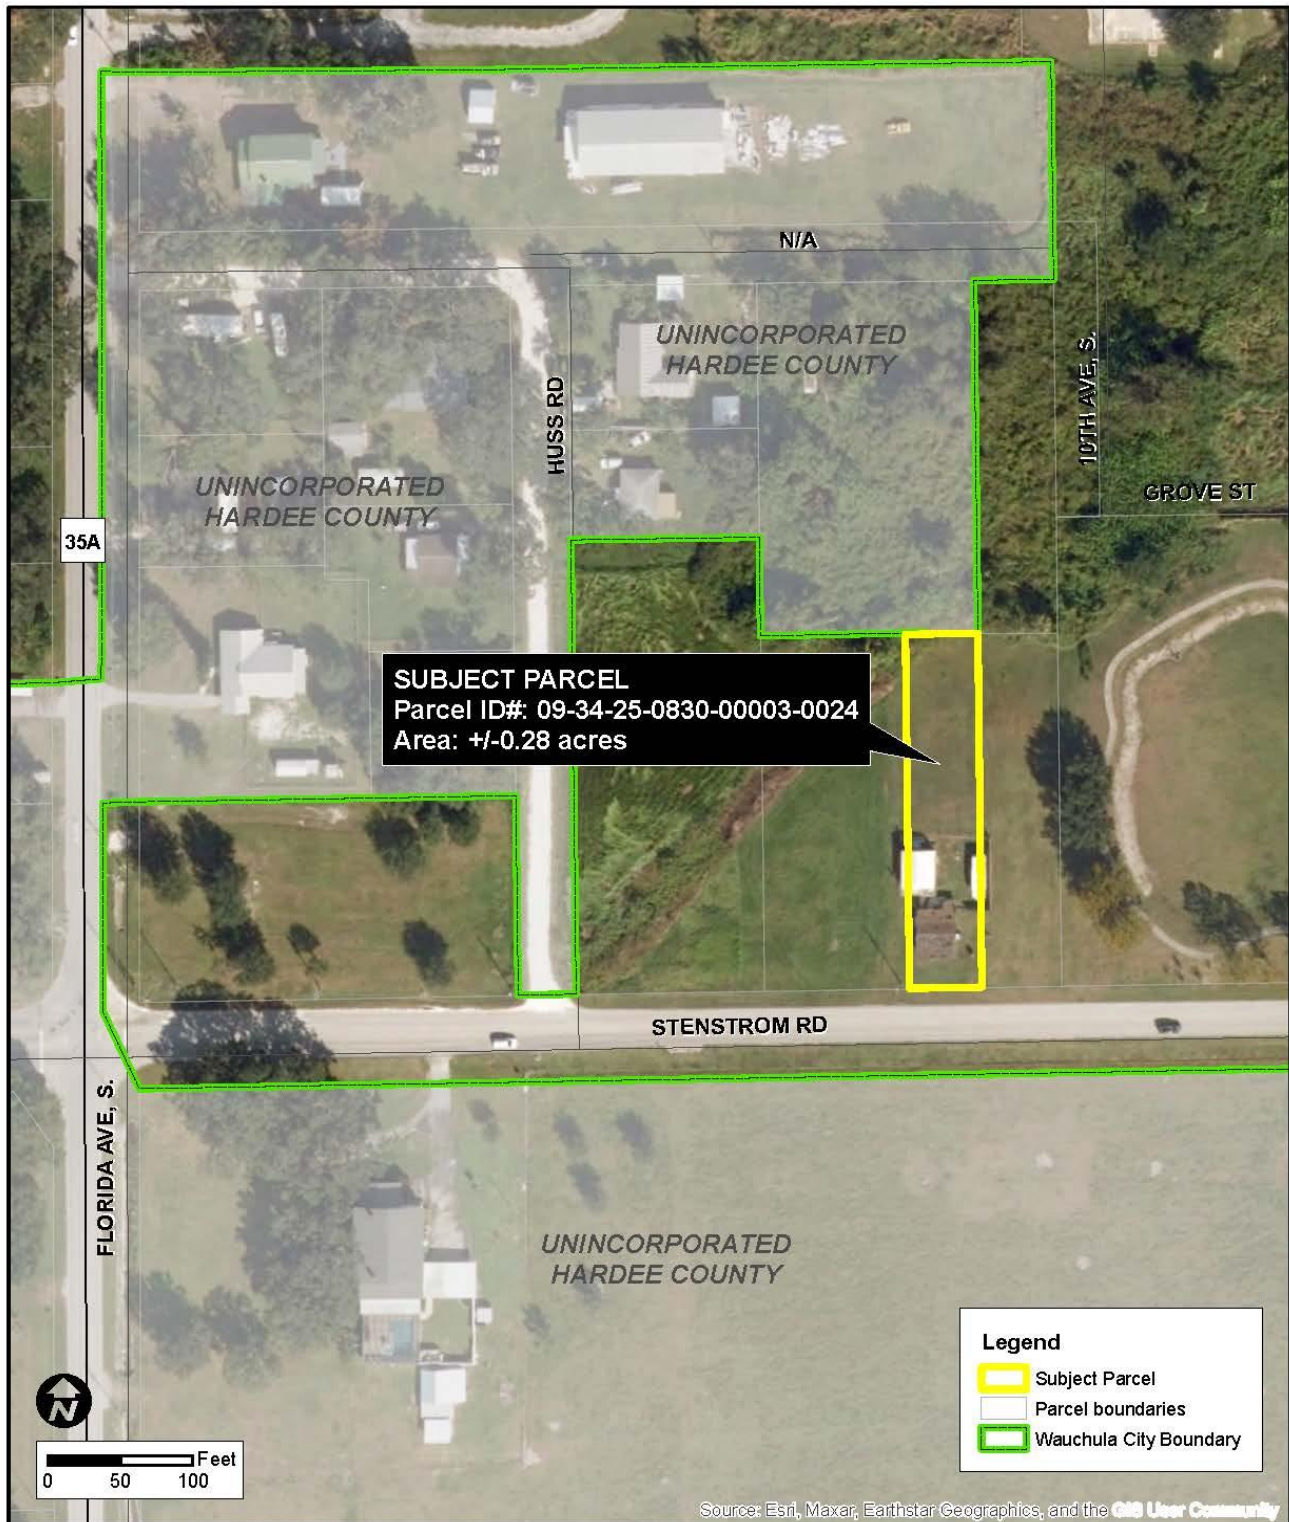 N/A
UNINCORPORATED
HARDEE COUNTY
10TH AVE, S.
HUSS RD
UNINCORPORATED
HARDEE COUNTY
GROVE ST
35A
SUBJECT PARCEL
Parcel ID#: 09-34-25-0830-00003-0024
Area: +/-0.28 acres
STENSTROM RD
FLORIDA AVE, S.
UNINCORPORATED
HARDEE COUNTY
Legend
Subject Parcel
Parcel boundaries
Wauchula City Boundary
N
Feet
0 50 100
Source: Esri, Maxar, Earthstar Geographics, and the GIS User Community